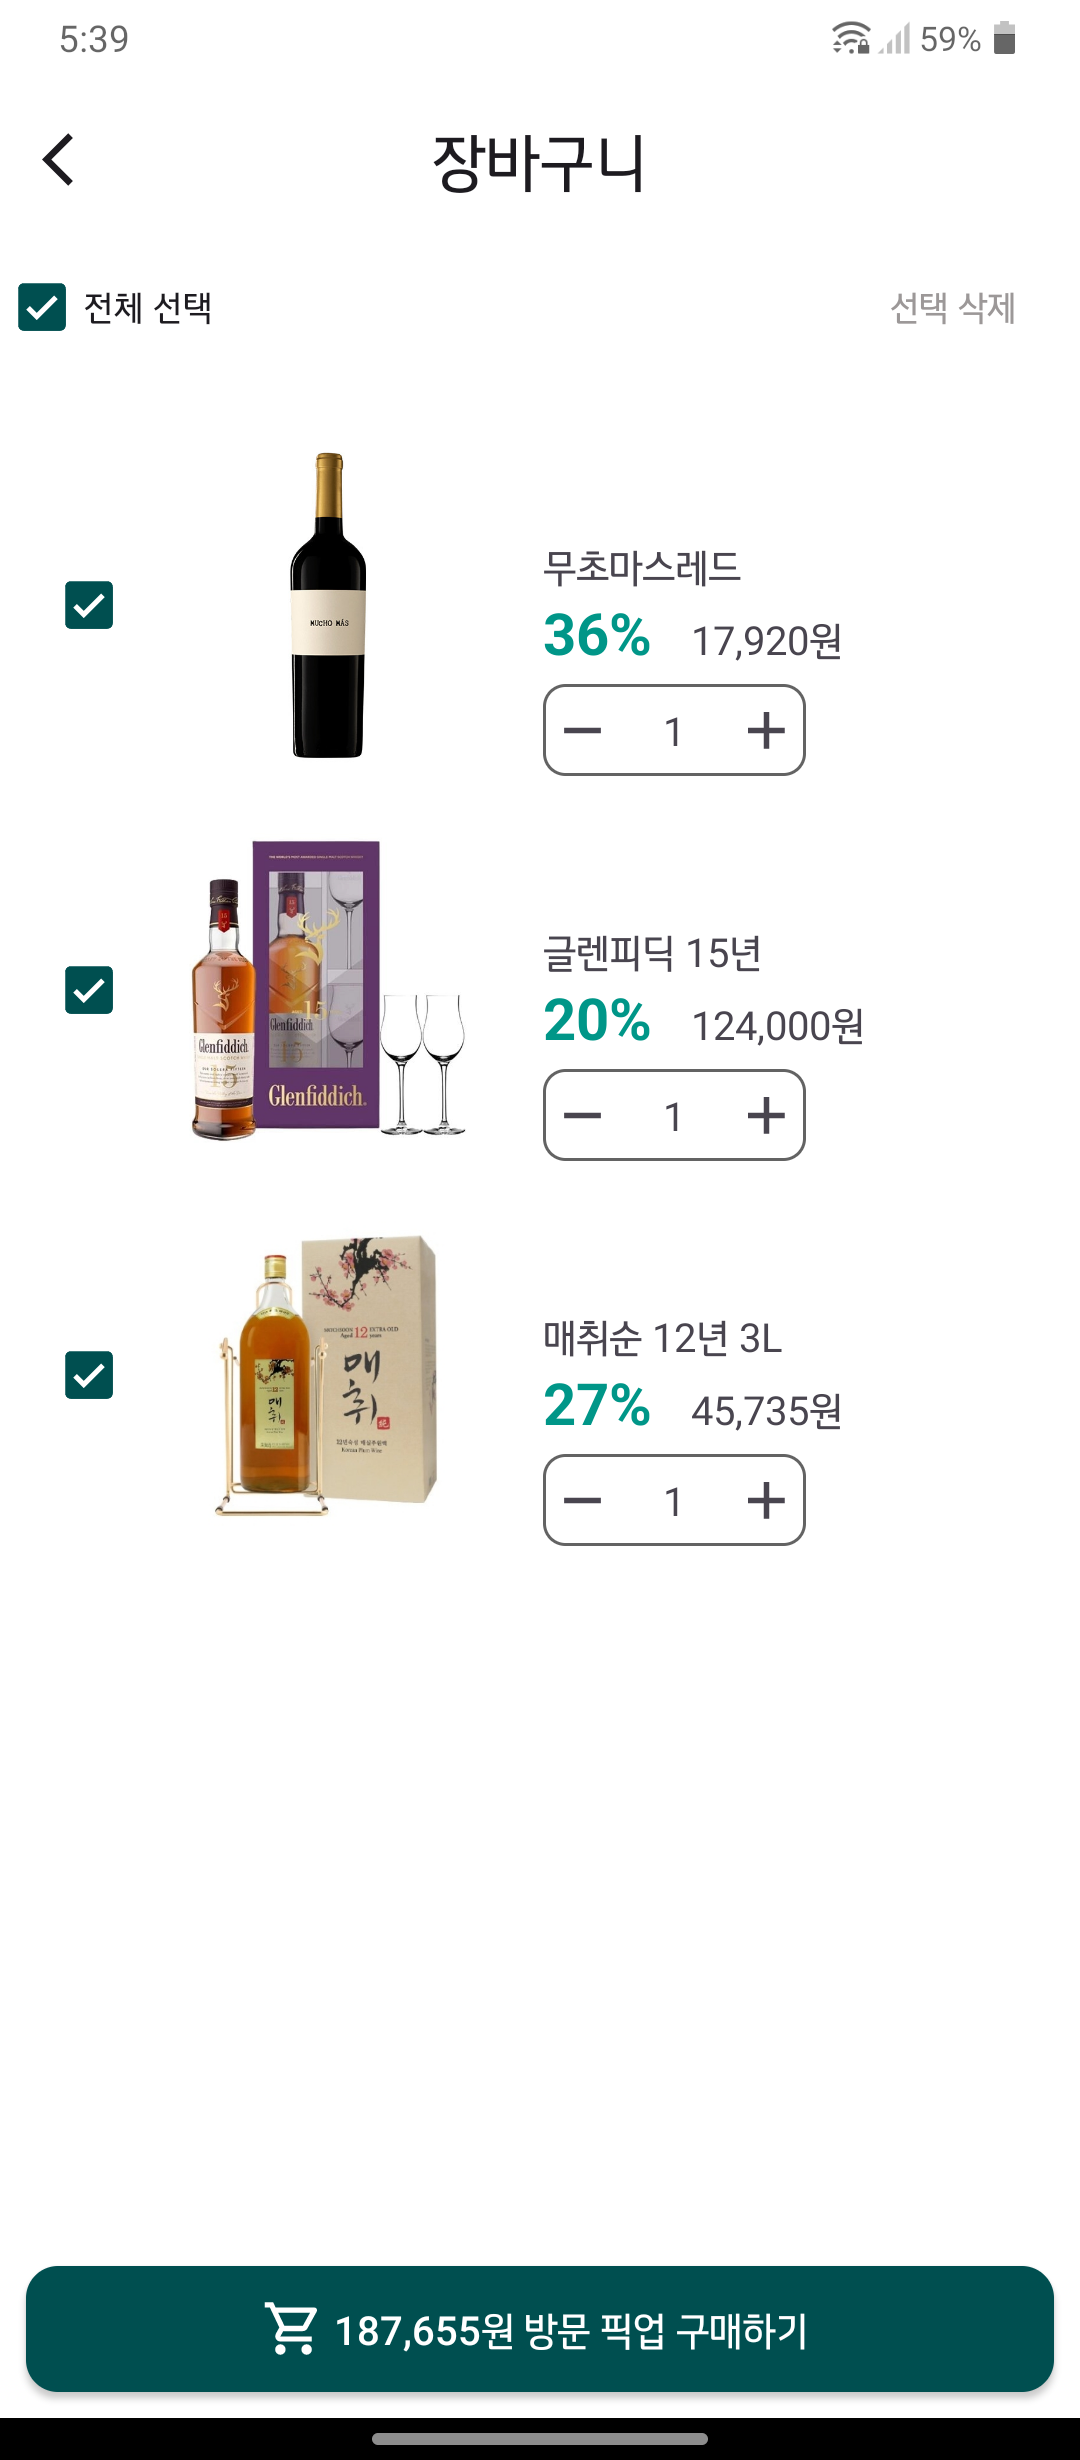 5:39
59%
장바구니
전체 선택
선택 삭제
MUCHO MÁS
무초마스레드
36% 17,920원
1
Glenfiddich
15
Glenfiddich
15
Glenfiddich
글렌피딕 15년
20% 124,000원
1
Aged 12 years
매취
매취
매취순 12년 3L
27% 45,735원
1
187,655원 방문 픽업 구매하기